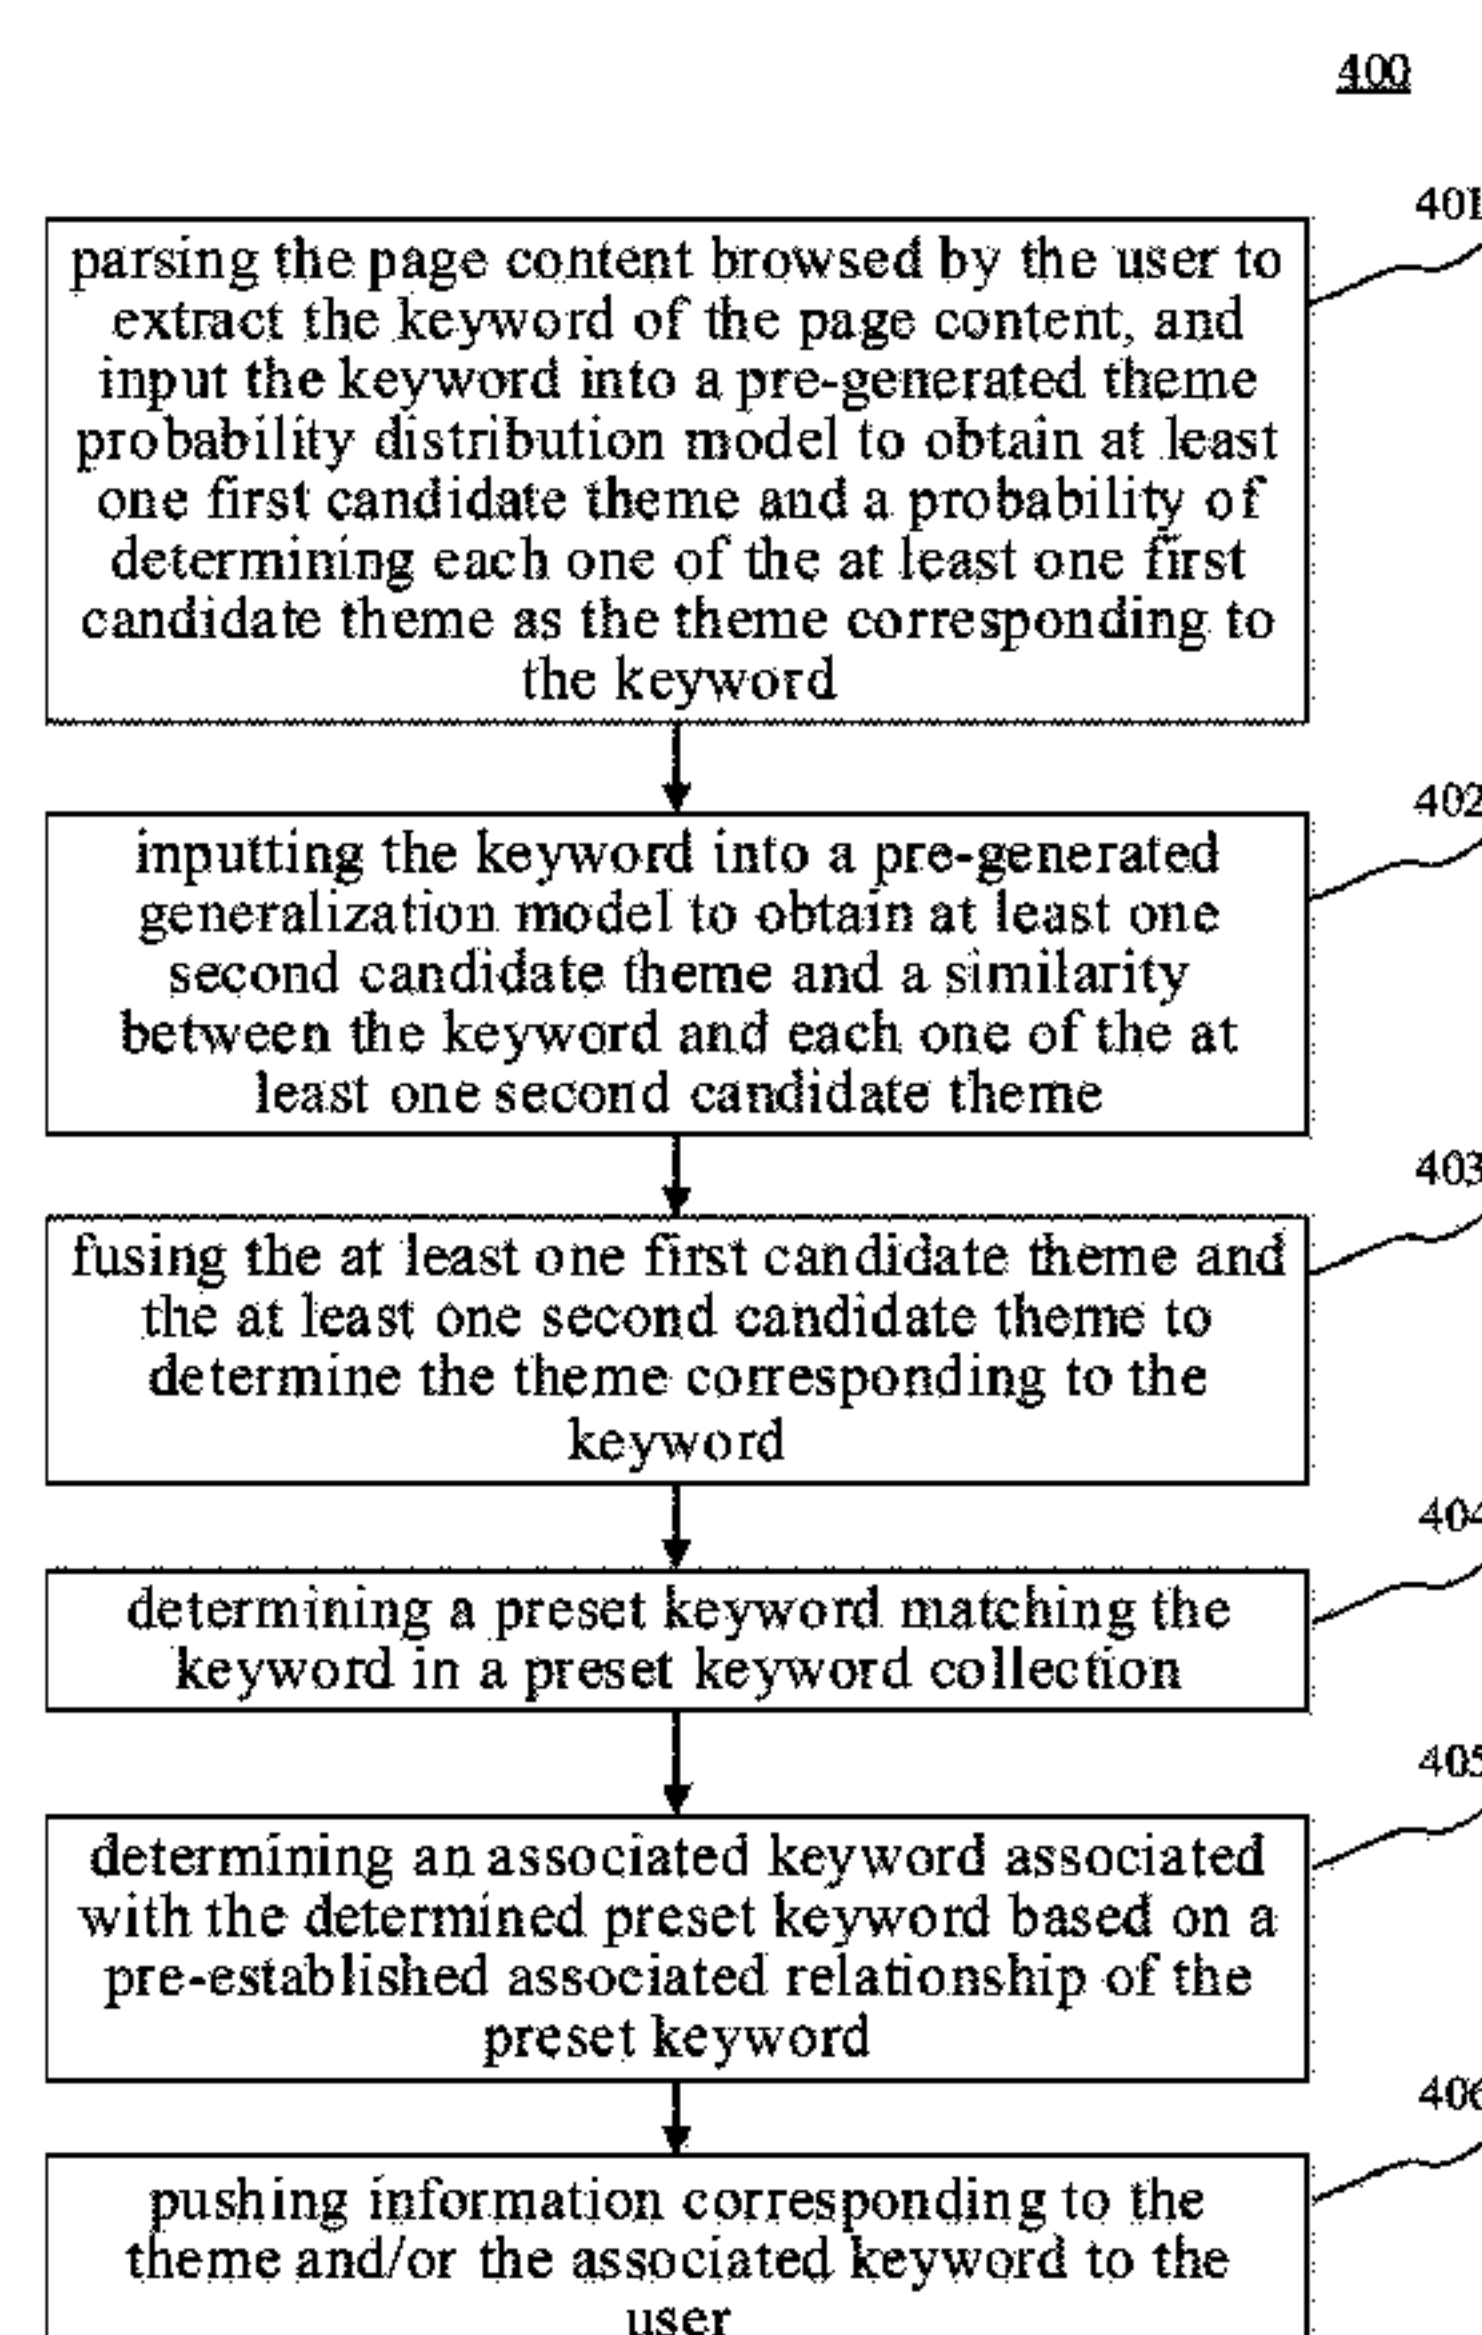 400
401
parsing the page content browsed by the user to
extract the keyword of the page content, and
input the keyword into a pre-generated theme
probability distribution model to obtain at least
one first candidate theme and a probability of
determining each one of the at least one first
candidate theme as the theme corresponding to
the keyword
402
inputting the keyword into a pre-generated
generalization model to obtain at least one
second candidate theme and a similarity
between the keyword and each one of the at
least one second candidate theme
403
fusing the at least one first candidate theme and
the at least one second candidate theme to
determine the theme corresponding to the
keyword
404
determining a preset keyword matching the
keyword in a preset keyword collection
405
determining an associated keyword associated
with the determined preset keyword based on a
pre-established associated relationship of the
preset keyword
406
pushing information corresponding to the
theme and/or the associated keyword to the
user